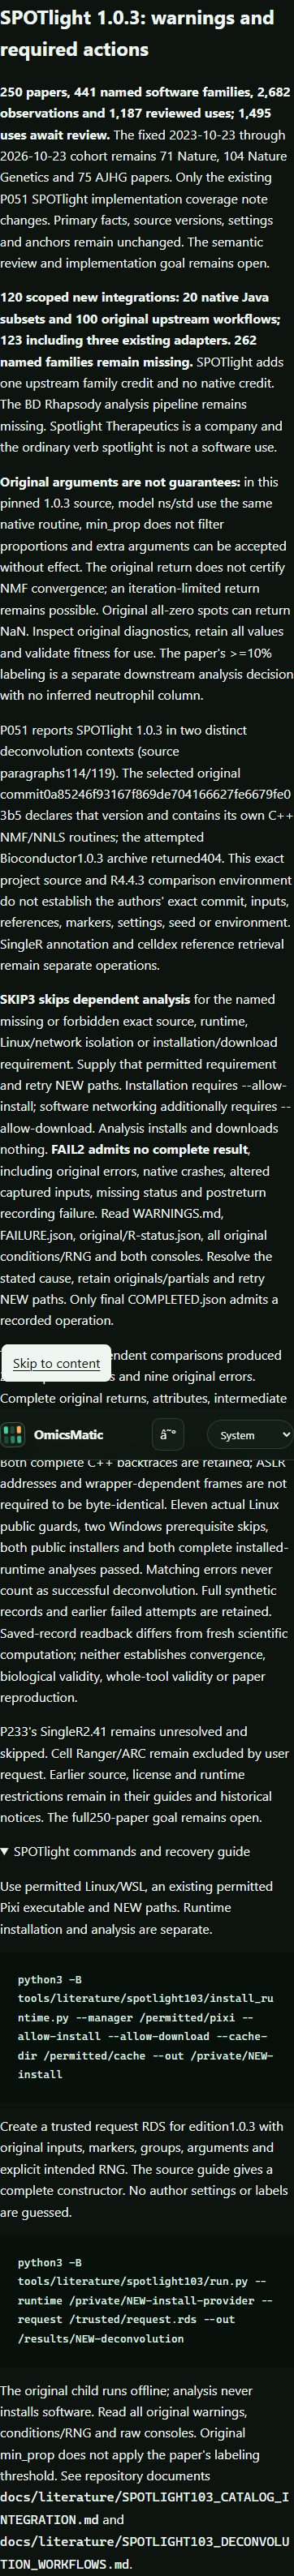 SPOTlight 1.0.3: warnings and
required actions
250 papers, 441 named software families, 2,682
observations and 1,187 reviewed uses; 1,495
uses await review. The fixed 2023-10-23 through
2026-10-23 cohort remains 71 Nature, 104 Nature
Genetics and 75 AJHG papers. Only the existing
P051 SPOTlight implementation coverage note
changes. Primary facts, source versions, settings
and anchors remain unchanged. The semantic
review and implementation goal remains open.
120 scoped new integrations: 20 native Java
subsets and 100 original upstream workflows;
123 including three existing adapters. 262
named families remain missing. SPOTlight adds
one upstream family credit and no native credit.
The BD Rhapsody analysis pipeline remains
missing. Spotlight Therapeutics is a company and
the ordinary verb spotlight is not a software use.
Original arguments are not guarantees: in this
pinned 1.0.3 source, model ns/std use the same
native routine, min_prop does not filter
proportions and extra arguments can be accepted
without effect. The original return does not certify
NMF convergence; an iteration-limited return
remains possible. Original all-zero spots can return
NaN. Inspect original diagnostics, retain all values
and validate fitness for use. The paper's >=10%
labeling is a separate downstream analysis decision
with no inferred neutrophil column.
P051 reports SPOTlight 1.0.3 in two distinct
deconvolution contexts (source
paragraphs114/119). The selected original
commit0a85246f93167f869de704166627fe6679fe0
3b5 declares that version and contains its own C++
NMF/NNLS routines; the attempted
Bioconductor1.0.3 archive returned404. This exact
project source and R4.4.3 comparison environment
do not establish the authors' exact commit, inputs,
references, markers, settings, seed or environment.
SingleR annotation and celldex reference retrieval
remain separate operations.
SKIP3 skips dependent analysis for the named
missing or forbidden exact source, runtime,
Linux/network isolation or installation/download
requirement. Supply that permitted requirement
and retry NEW paths. Installation requires --allow-
install; software networking additionally requires --
allow-download. Analysis installs and downloads
nothing. FAIL2 admits no complete result,
including original errors, native crashes, altered
captured inputs, missing status and postreturn
recording failure. Read WARNINGS.md,
FAILURE.json, original/R-status.json, all original
conditions/RNG and both consoles. Resolve the
stated cause, retain originals/partials and retry
NEW paths. Only final COMPLETED.json admits a
recorded operation.
Skip to content
endent comparisons produced
s and nine original errors.
Complete original returns, attributes, intermediate
OmicsMatic
â˜°
System
Both complete C++ backtraces are retained; ASLR
addresses and wrapper-dependent frames are not
required to be byte-identical. Eleven actual Linux
public guards, two Windows prerequisite skips,
both public installers and both complete installed-
runtime analyses passed. Matching errors never
count as successful deconvolution. Full synthetic
records and earlier failed attempts are retained.
Saved-record readback differs from fresh scientific
computation; neither establishes convergence,
biological validity, whole-tool validity or paper
reproduction.
P233's SingleR2.41 remains unresolved and
skipped. Cell Ranger/ARC remain excluded by user
request. Earlier source, license and runtime
restrictions remain in their guides and historical
notices. The full250-paper goal remains open.
▼ SPOTlight commands and recovery guide
Use permitted Linux/WSL, an existing permitted
Pixi executable and NEW paths. Runtime
installation and analysis are separate.
python3 -B
tools/literature/spotlight103/install_ru
ntime.py --manager /permitted/pixi --
allow-install --allow-download --cache-
dir /permitted/cache --out /private/NEW-
install
Create a trusted request RDS for edition1.0.3 with
original inputs, markers, groups, arguments and
explicit intended RNG. The source guide gives a
complete constructor. No author settings or labels
are guessed.
python3 -B
tools/literature/spotlight103/run.py --
runtime /private/NEW-install-provider --
request /trusted/request.rds --out
/results/NEW-deconvolution
The original child runs offline; analysis never
installs software. Read all original warnings,
conditions/RNG and raw consoles. Original
min_prop does not apply the paper's labeling
threshold. See repository documents
docs/literature/SPOTLIGHT103_CATALOG_I
NTEGRATION.md and
docs/literature/SPOTLIGHT103_DECONVOLU
TION_WORKFLOWS.md.